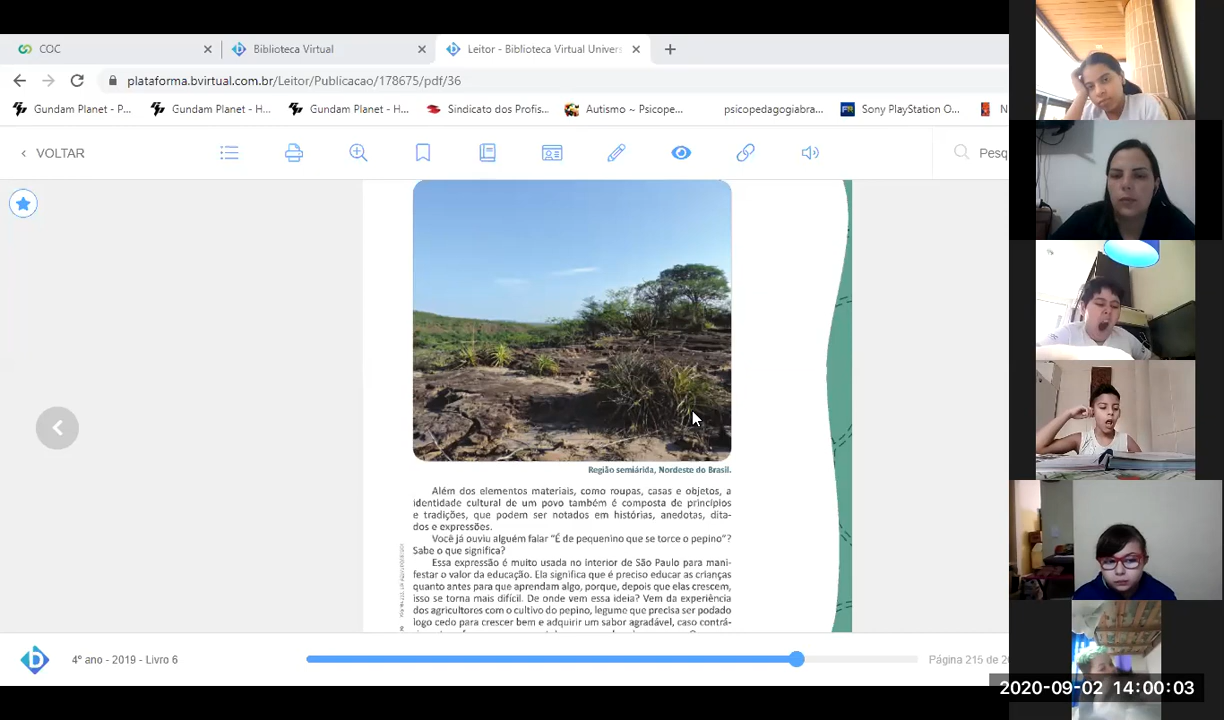 COC
Biblioteca Virtual
Leitor - Biblioteca Virtual Univers
plataforma.bvirtual.com.br/Leitor/Publicacao/178675/pdf/36
Gundam Planet - P...
Gundam Planet - H...
Gundam Planet - H...
Sindicato dos Profis...
Autismo ~ Psicope...
psicopedagogiabra...
Sony PlayStation O...
N
VOLTAR
Pesq
Região semiárida, Nordeste do Brasil.
Além dos elementos materiais, como roupas, casas e objetos, a
identidade cultural de um povo também é composta de princípios
e tradições, que podem ser notados em histórias, anedotas, dita-
dos e expressões.
Você já ouviu alguém falar "É de pequenino que se torce o pepino"?
Sabe o que significa?
Essa expressão é muito usada no interior de São Paulo para mani-
festar o valor da educação. Ela significa que é preciso educar as crianças
quanto antes para que aprendam algo, porque, depois que elas crescem,
isso se torna mais difícil. De onde vem essa ideia? Vem da experiência
dos agricultores com o cultivo do pepino, legume que precisa ser podado
logo cedo para crescer bem e adquirir um sabor agradável, caso contrá-
4º ano - 2019 - Livro 6
Página 215 de 2
2020-09-02 14:00:03